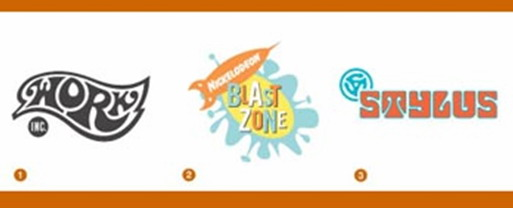 WORK
INC.
NICKELODEON
BLAST
ZONE
STYLUS
1
2
3